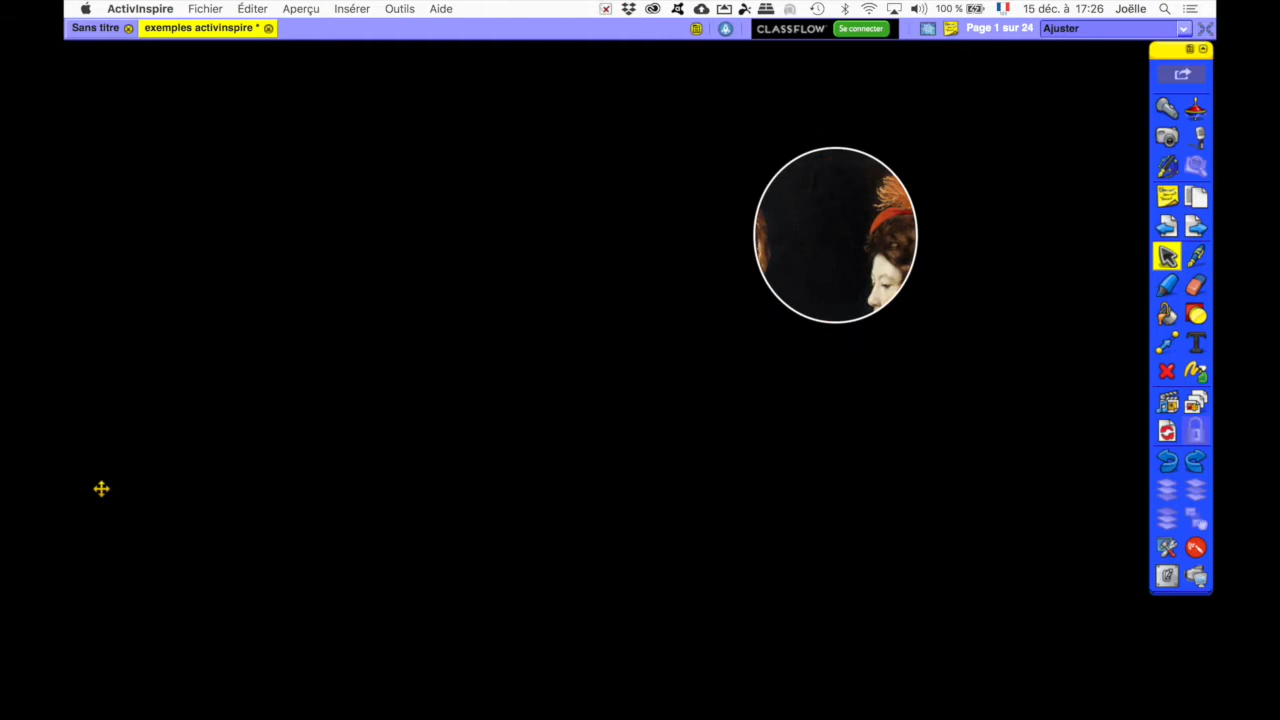 ActivInspire Fichier Éditer Aperçu Insérer Outils Aide 100 % 15 déc. à 17:26 Joëlle
Sans titre exemples activinspire * CLASSFLOW Se connecter Page 1 sur 24 Ajuster